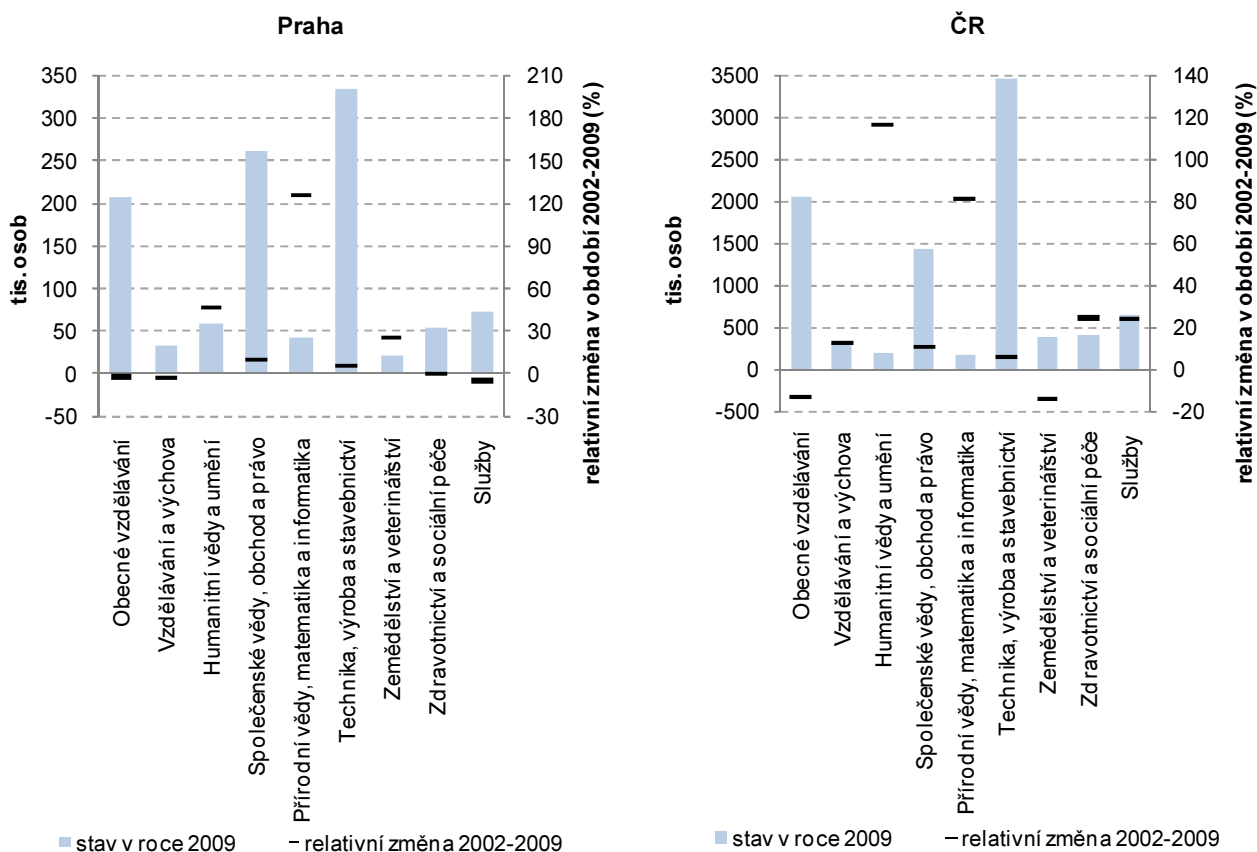 Praha
350
300
250
200
150
100
50
0
-50
tis. osob
210
180
150
120
90
60
30
0
-30
relativní změna v období 2002-2009 (%)
Obecné vzdělávání
Vzdělávání a výchova
Humanitní vědy a umění
Společenské vědy, obchod a právo
Přírodní vědy, matematika a informatika
Technika, výroba a stavebnictví
Zemědělství a veterinářství
Zdravotnictví a sociální péče
Služby
stav v roce 2009
relativní změna 2002-2009
ČR
3500
3000
2500
2000
1500
1000
500
0
-500
tis. osob
140
120
100
80
60
40
20
0
-20
relativní změna v období 2002-2009 (%)
Obecné vzdělávání
Vzdělávání a výchova
Humanitní vědy a umění
Společenské vědy, obchod a právo
Přírodní vědy, matematika a informatika
Technika, výroba a stavebnictví
Zemědělství a veterinářství
Zdravotnictví a sociální péče
Služby
stav v roce 2009
relativní změna 2002-2009